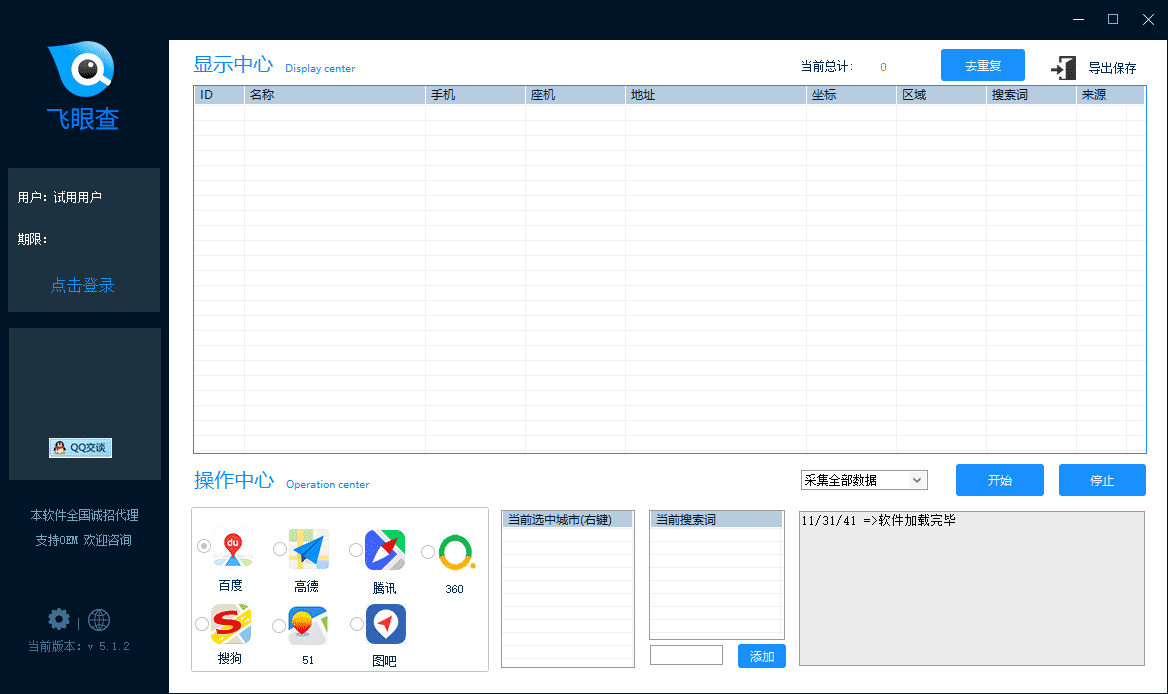 飞眼查
用户：试用用户
期限：
点击登录
QQ交谈
本软件全国诚招代理
支持OEM 欢迎咨询
|
当前版本：v 5.1.2
显示中心 Display center
当前总计： 0
去重复
导出保存
ID 名称 手机 座机 地址 坐标 区域 搜索词 来源
操作中心 Operation center
采集全部数据
开始
停止
du
百度
高德
腾讯
360
S
搜狗
51
图吧
当前选中城市(右键)
当前搜索词
添加
11/31/41 =>软件加载完毕